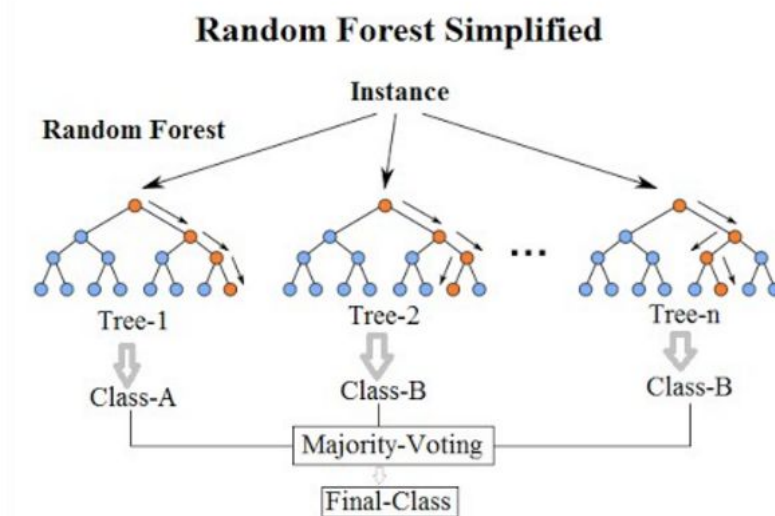 Random Forest Simplified
Instance
Random Forest
...
Tree-1
Tree-2
Tree-n
Class-A
Class-B
Class-B
Majority-Voting
Final-Class